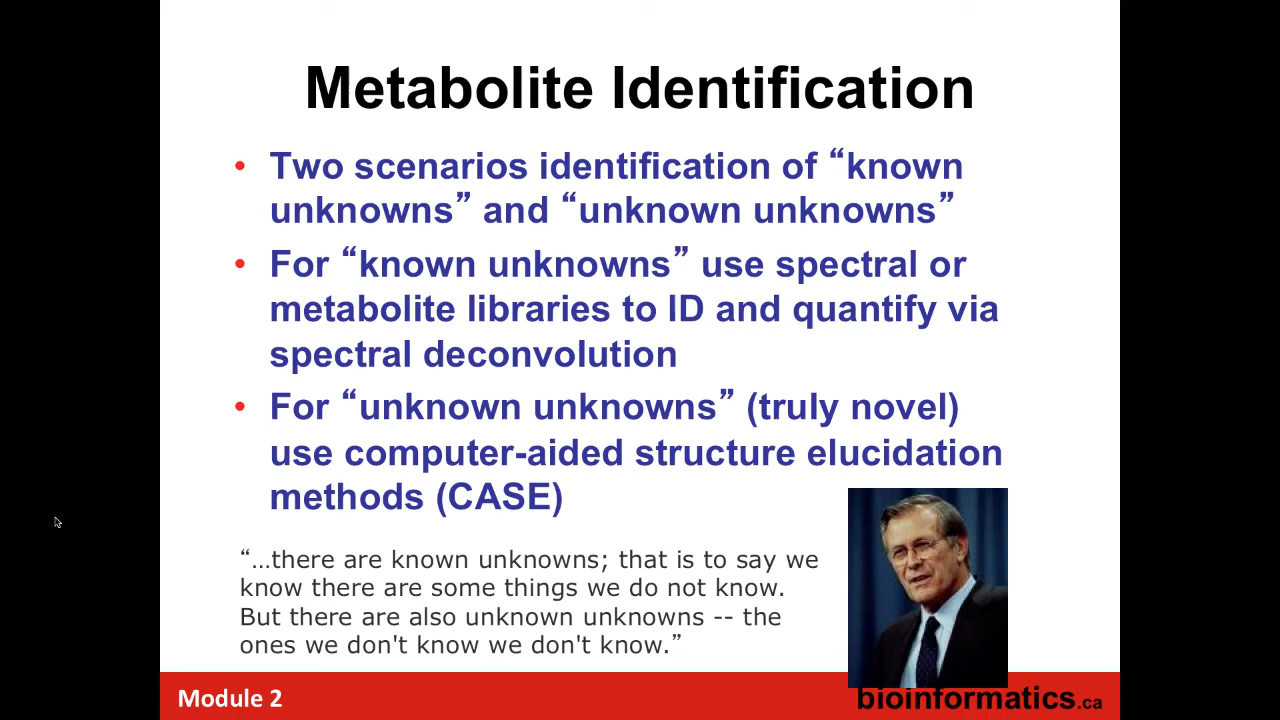 Metabolite Identification
• Two scenarios identification of “known
unknowns” and “unknown unknowns”
• For “known unknowns” use spectral or
metabolite libraries to ID and quantify via
spectral deconvolution
• For “unknown unknowns” (truly novel)
use computer-aided structure elucidation
methods (CASE)
“…there are known unknowns; that is to say we
know there are some things we do not know.
But there are also unknown unknowns -- the
ones we don't know we don't know.”
Module 2
bioinformatics.ca